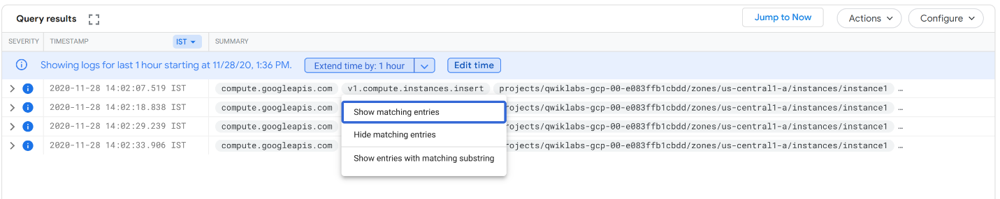 Query results Jump to Now Actions Configure
SEVERITY TIMESTAMP IST SUMMARY
Showing logs for last 1 hour starting at 11/28/20, 1:36 PM. Extend time by: 1 hour Edit time
2020-11-28 14:02:07.519 IST compute.googleapis.com v1.compute.instances.insert projects/qwiklabs-gcp-00-e083ffb1cbdd/zones/us-central1-a/instances/instance1 …
2020-11-28 14:02:18.838 IST compute.googleapis.com rojects/qwiklabs-gcp-00-e083ffb1cbdd/zones/us-central1-a/instances/instance1 …
Show matching entries
2020-11-28 14:02:29.239 IST compute.googleapis.com rojects/qwiklabs-gcp-00-e083ffb1cbdd/zones/us-central1-a/instances/instance1 …
Hide matching entries
2020-11-28 14:02:33.906 IST compute.googleapis.com rojects/qwiklabs-gcp-00-e083ffb1cbdd/zones/us-central1-a/instances/instance1 …
Show entries with matching substring